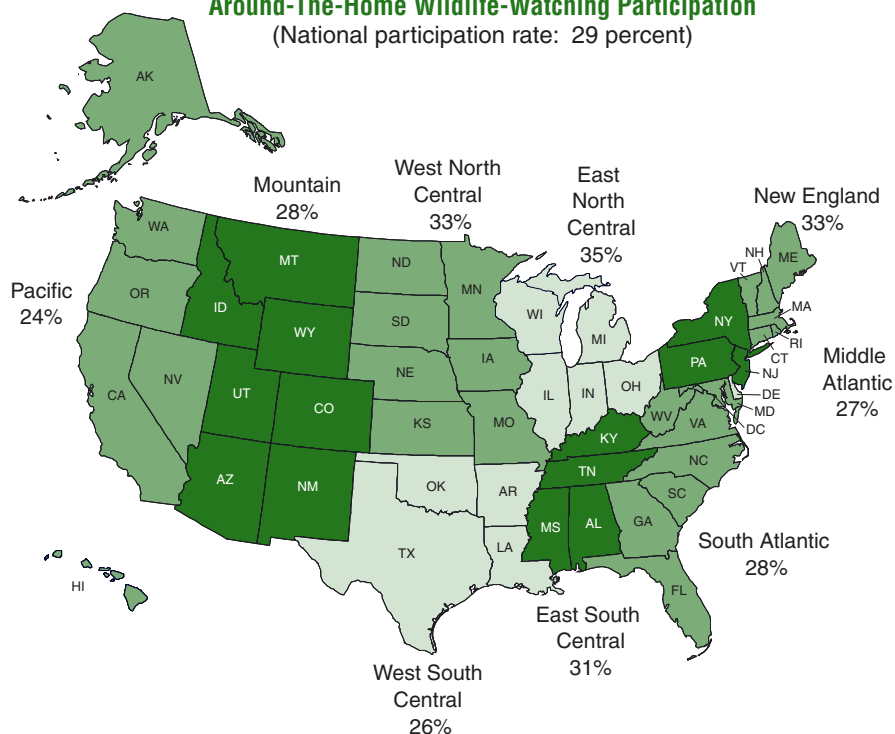 Around-The-Home Wildlife-Watching Participation
(National participation rate: 29 percent)
AK
West North
Central
33%
East
North
Central
35%
Mountain
28%
New England
33%
Pacific
24%
Middle
Atlantic
27%
South Atlantic
28%
East South
Central
31%
West South
Central
26%
WA
OR
CA
NV
ID
MT
WY
UT
CO
AZ
NM
ND
SD
NE
KS
MN
IA
MO
WI
MI
IL
IN
OH
OK
AR
TX
LA
KY
TN
MS
AL
WV
VA
NC
SC
GA
FL
NY
PA
NJ
DE
MD
DC
VT
NH
ME
MA
RI
CT
HI